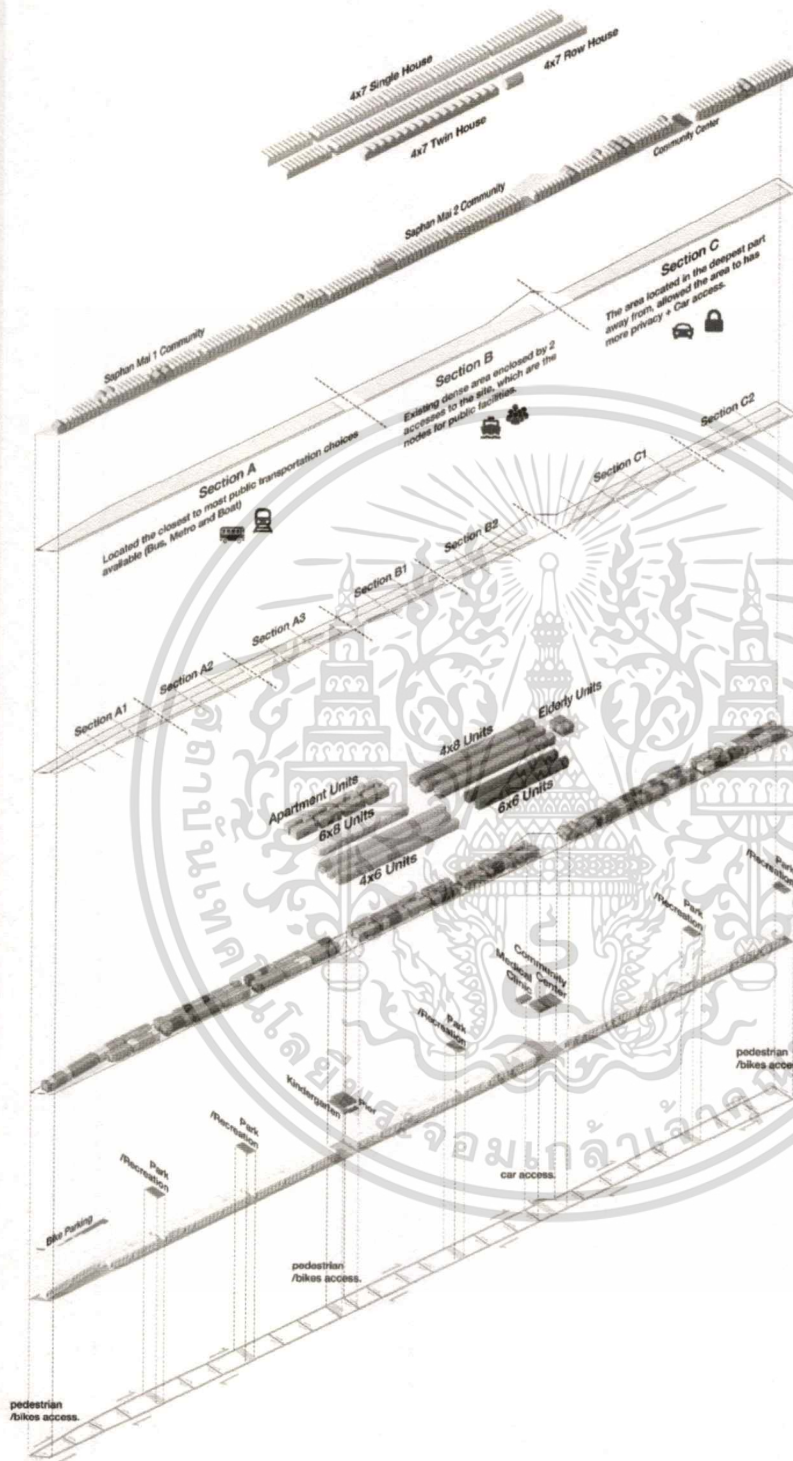 4x7 Single House
4x7 Row House
4x7 Twin House
Community Center
Saphan Mai 2 Community
Saphan Mai 1 Community
Section C
The area located in the deepest part
away from, allowed the area to has
more privacy + Car access.
Section B
Existing dense area enclosed by 2
accesses to the site, which are the
nodes for public facilities.
Section A
Located the closest to most public transportation choices
available (Bus, Metro and Boat)
Section C2
Section C1
Section B2
Section B1
Section A3
Section A2
Section A1
Elderly Units
4x8 Units
6x6 Units
Apartment Units
6x8 Units
4x6 Units
Park
/Recreation
Park
/Recreation
Community
Center
Medical
Clinic
Park
/Recreation
Pier
Kindergarten
Park
/Recreation
Park
/Recreation
Bike Parking
pedestrian
/bikes access.
car access.
pedestrian
/bikes access.
pedestrian
/bikes access.